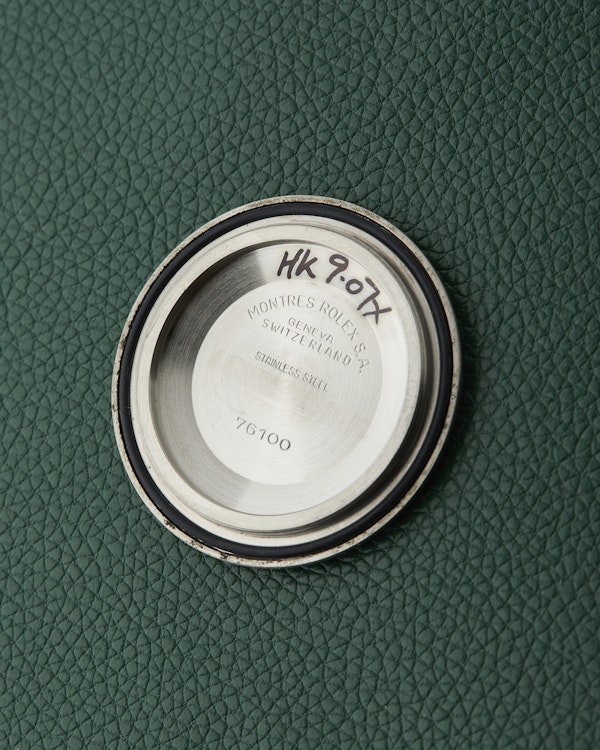 HK 9.07X
MONTRES ROLEX S.A.
GENEVA
SWITZERLAND
STAINLESS STEEL
76100